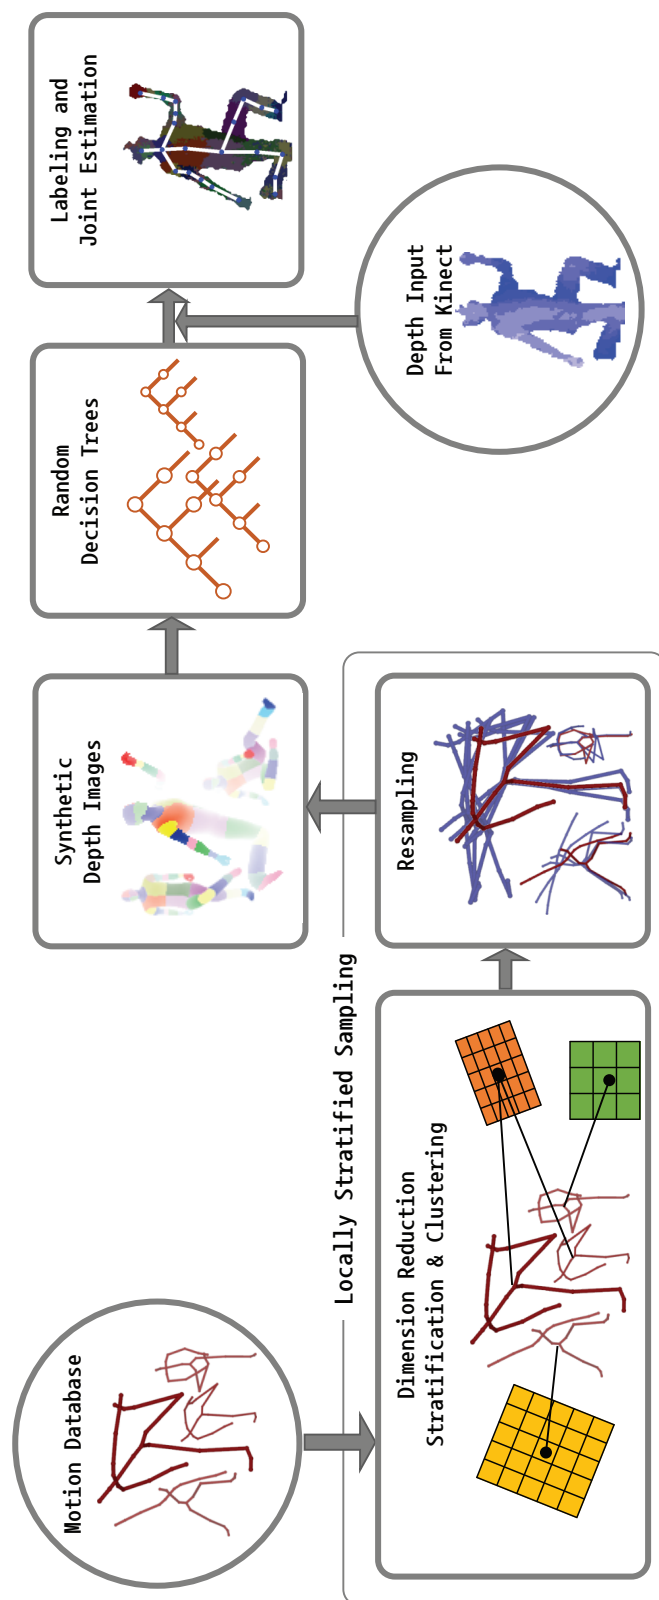 Motion Database
Locally Stratified Sampling
Dimension Reduction
Stratification & Clustering
Resampling
Synthetic
Depth Images
Random
Decision Trees
Depth Input
From Kinect
Labeling and
Joint Estimation